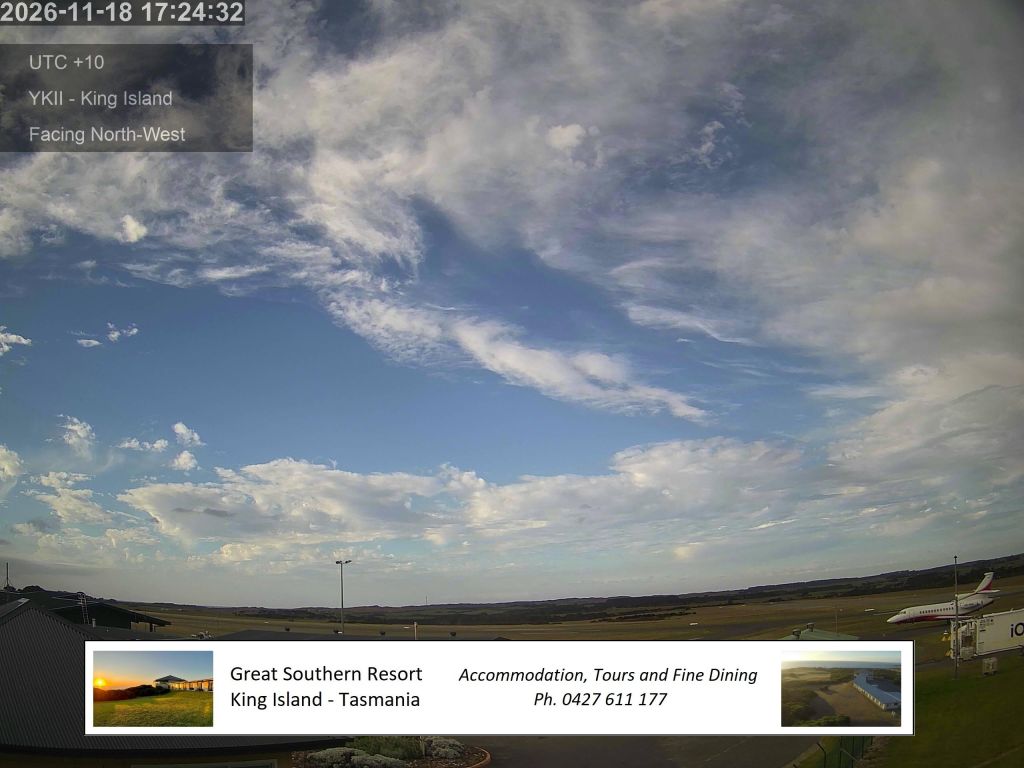 2026-11-18 17:24:32
UTC +10
YKII - King Island
Facing North-West
Great Southern Resort
King Island - Tasmania
Accommodation, Tours and Fine Dining
Ph. 0427 611 177